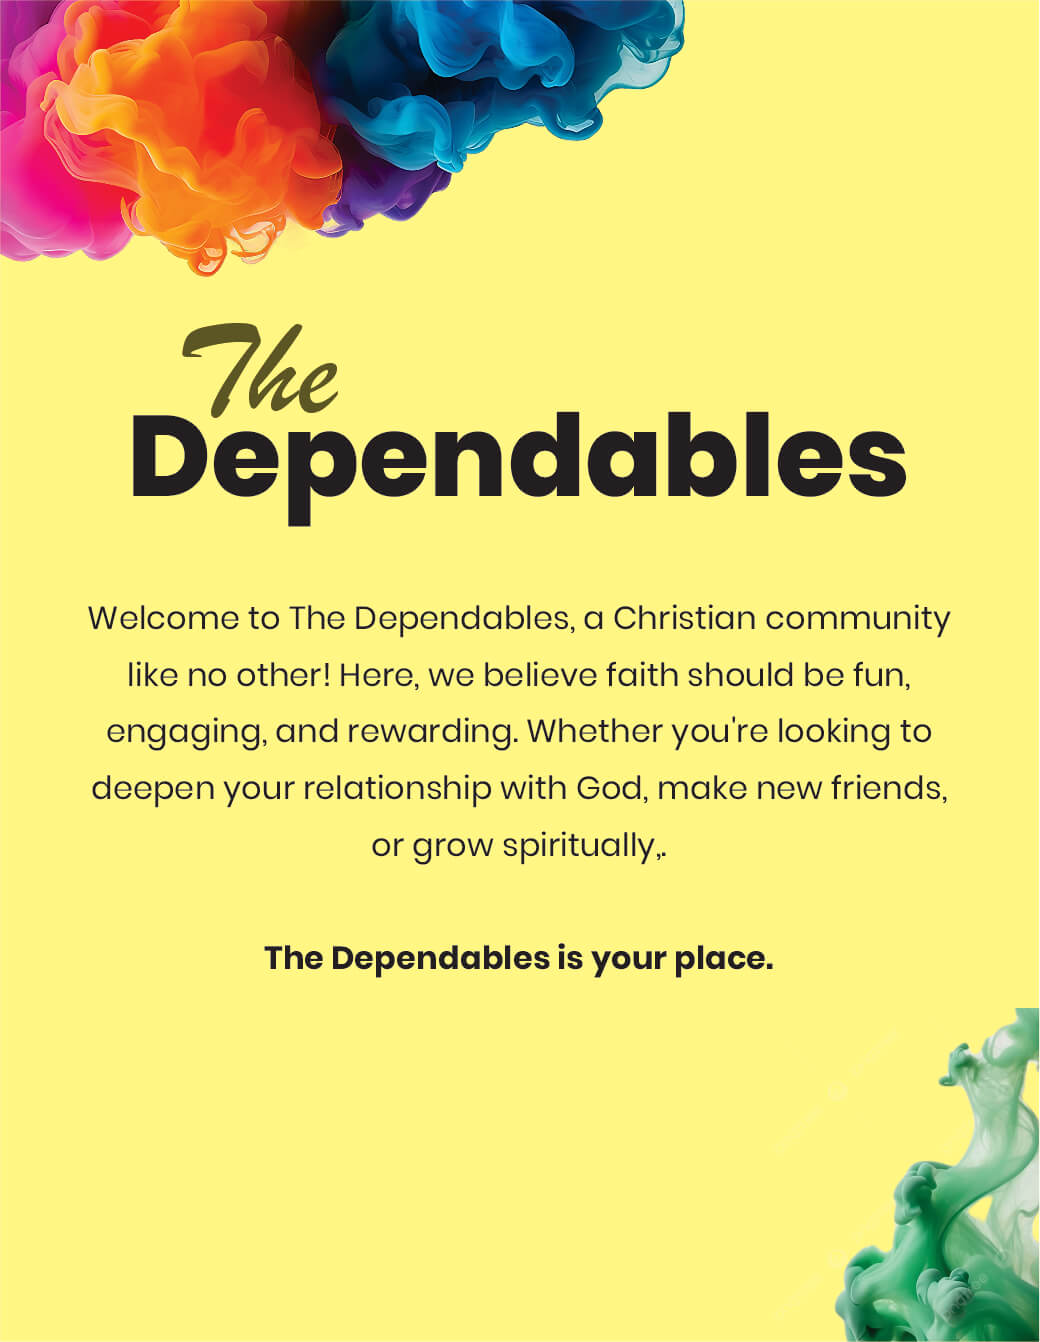 The
Dependables
Welcome to The Dependables, a Christian community
like no other! Here, we believe faith should be fun,
engaging, and rewarding. Whether you're looking to
deepen your relationship with God, make new friends,
or grow spiritually,.
The Dependables is your place.